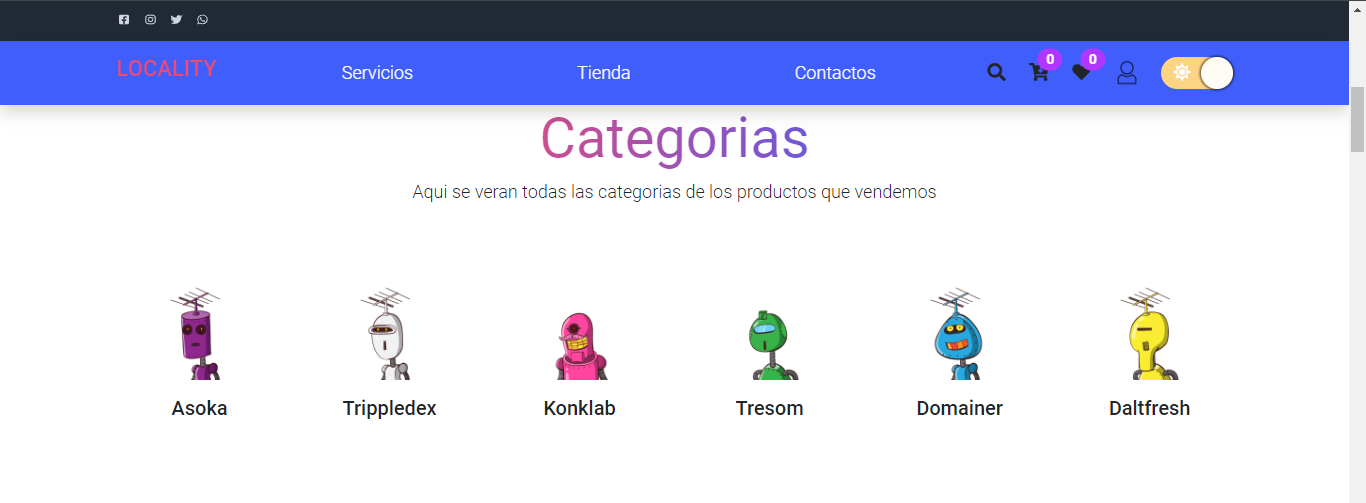 LOCALITY Servicios Tienda Contactos 0 0
Categorias
Aqui se veran todas las categorias de los productos que vendemos
Asoka Trippledex Konklab Tresom Domainer Daltfresh